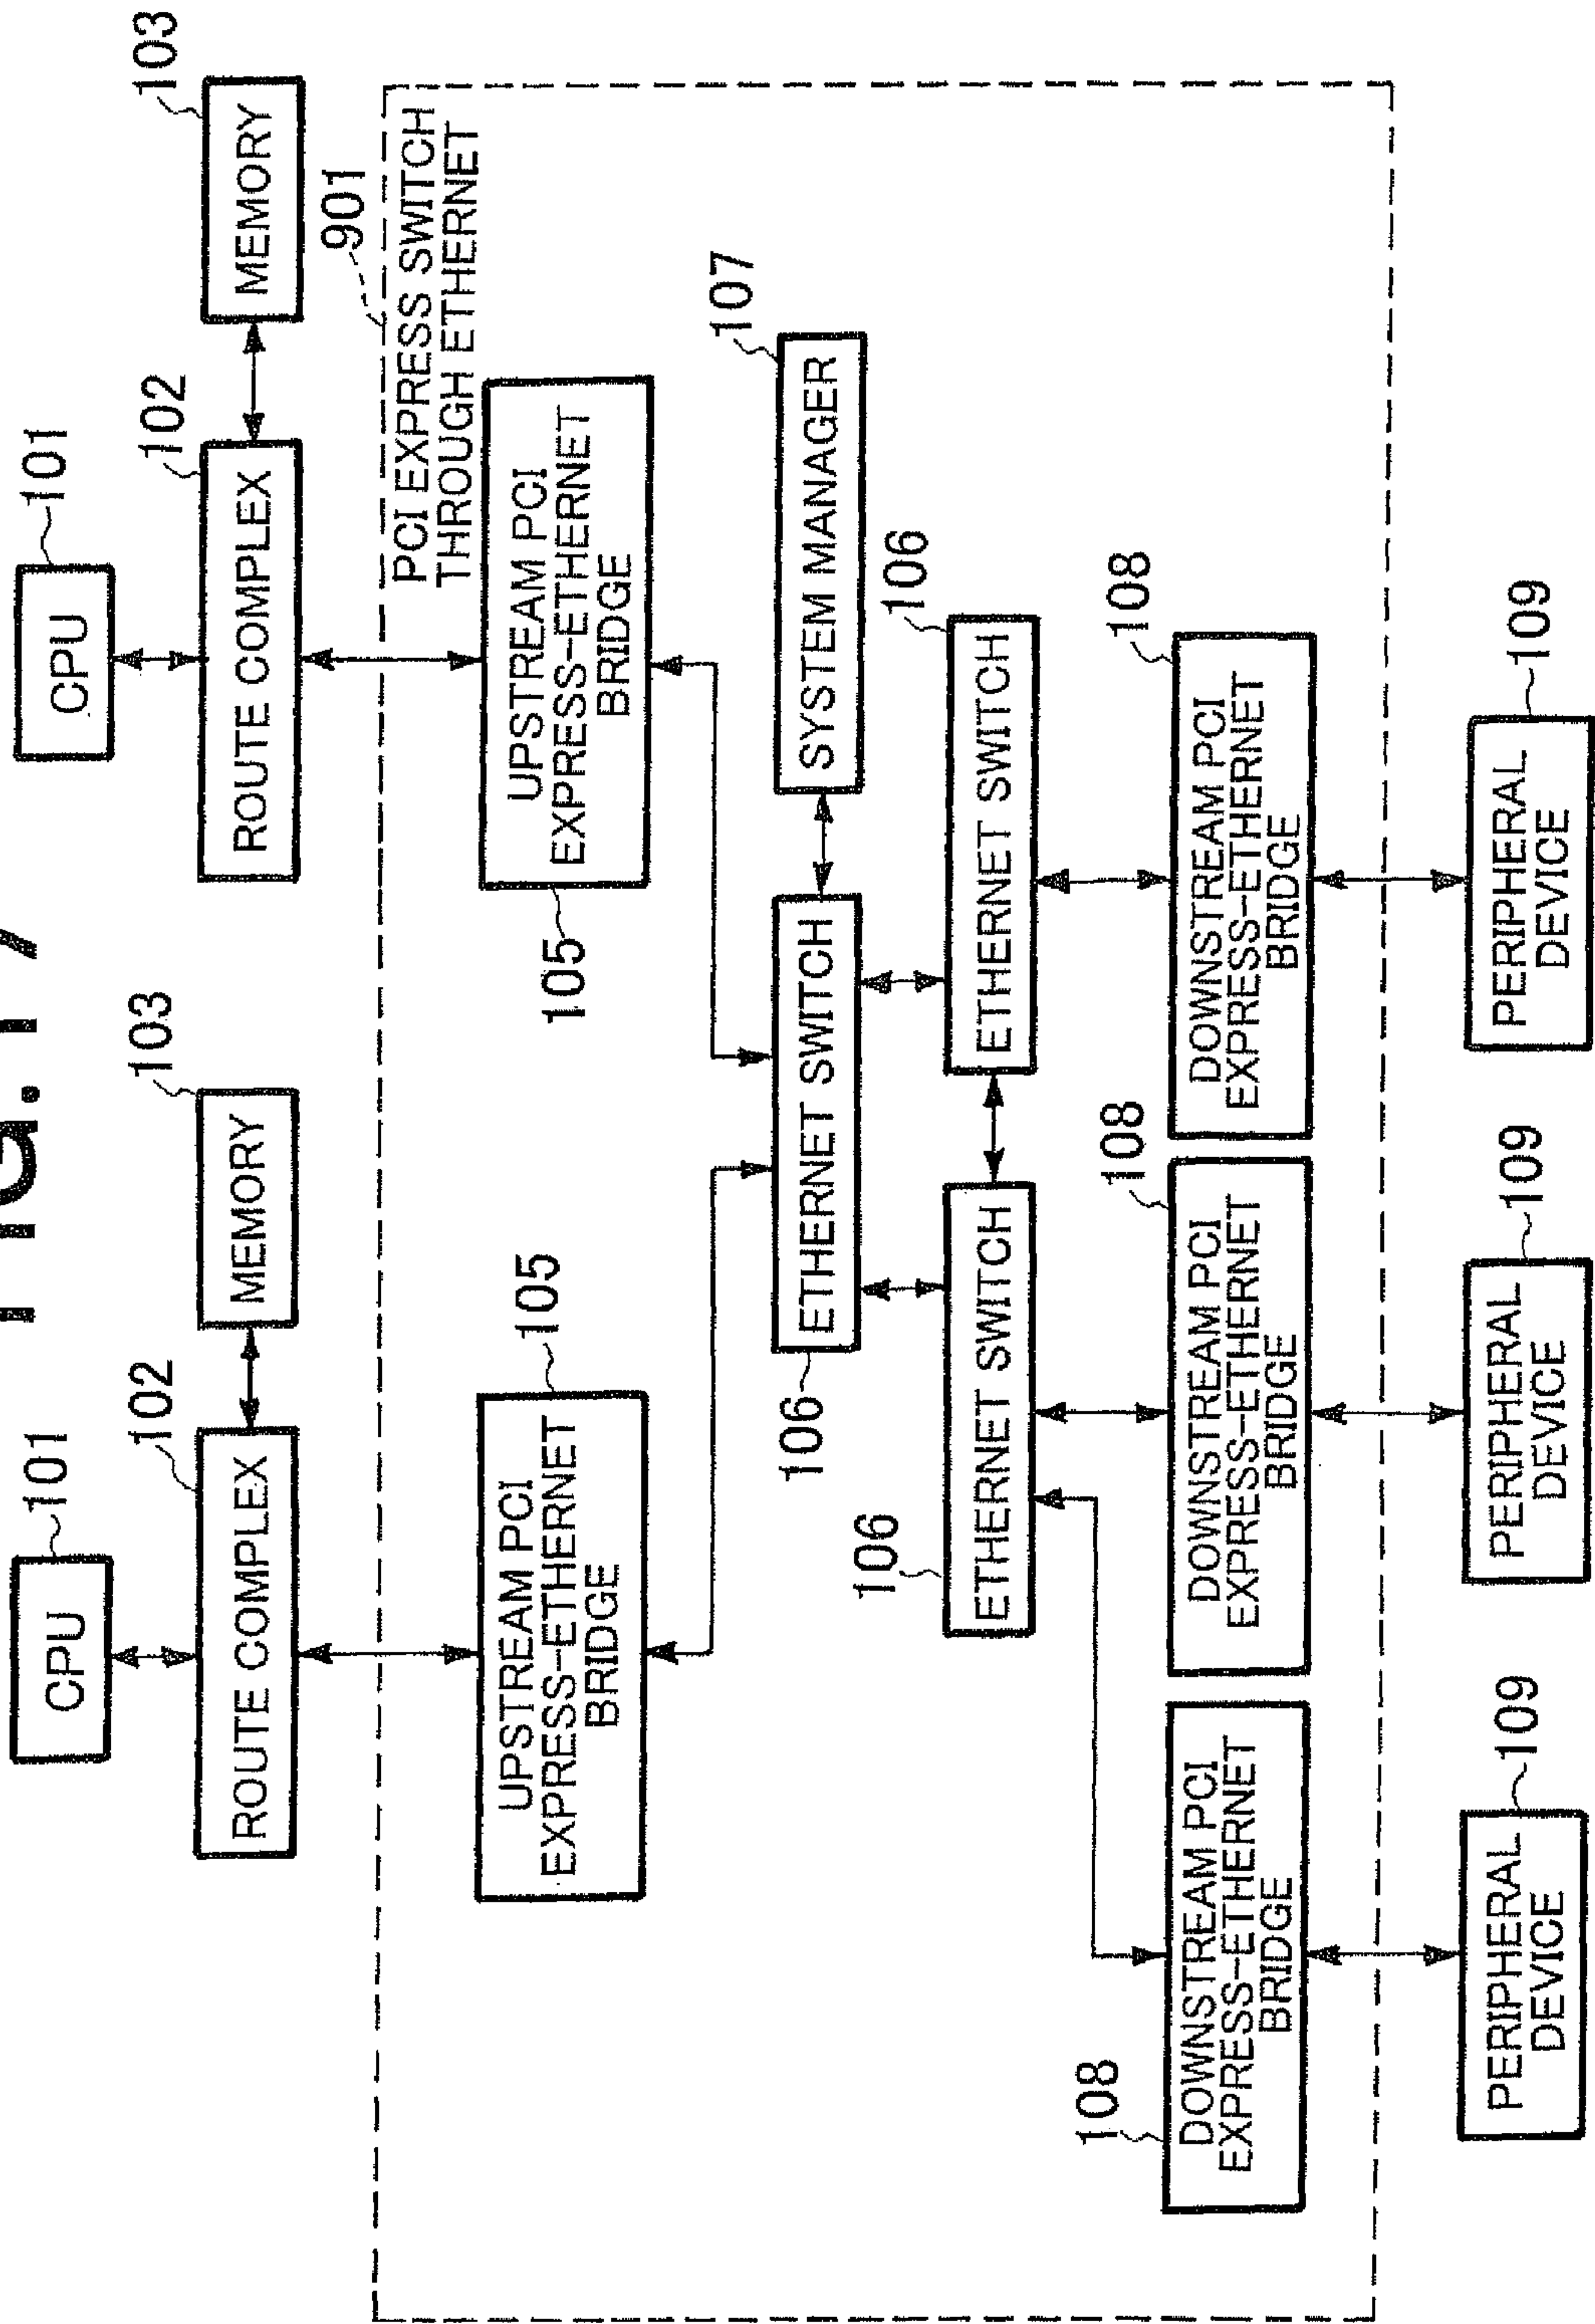 FIG. 17
101
CPU
101
CPU
102
ROUTE COMPLEX
103
MEMORY
102
ROUTE COMPLEX
103
MEMORY
901
PCI EXPRESS SWITCH
THROUGH ETHERNET
UPSTREAM PCI
EXPRESS-ETHERNET
BRIDGE
105
UPSTREAM PCI
EXPRESS-ETHERNET
BRIDGE
105
106
ETHERNET SWITCH
107
SYSTEM MANAGER
106
ETHERNET SWITCH
106
ETHERNET SWITCH
108
DOWNSTREAM PCI
EXPRESS-ETHERNET
BRIDGE
108
DOWNSTREAM PCI
EXPRESS-ETHERNET
BRIDGE
108
DOWNSTREAM PCI
EXPRESS-ETHERNET
BRIDGE
109
PERIPHERAL
DEVICE
109
PERIPHERAL
DEVICE
109
PERIPHERAL
DEVICE